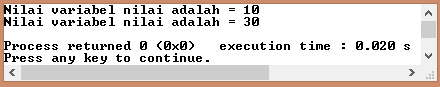 Nilai variabel nilai adalah = 10
Nilai variabel nilai adalah = 30
Process returned 0 (0x0)   execution time : 0.020 s
Press any key to continue.